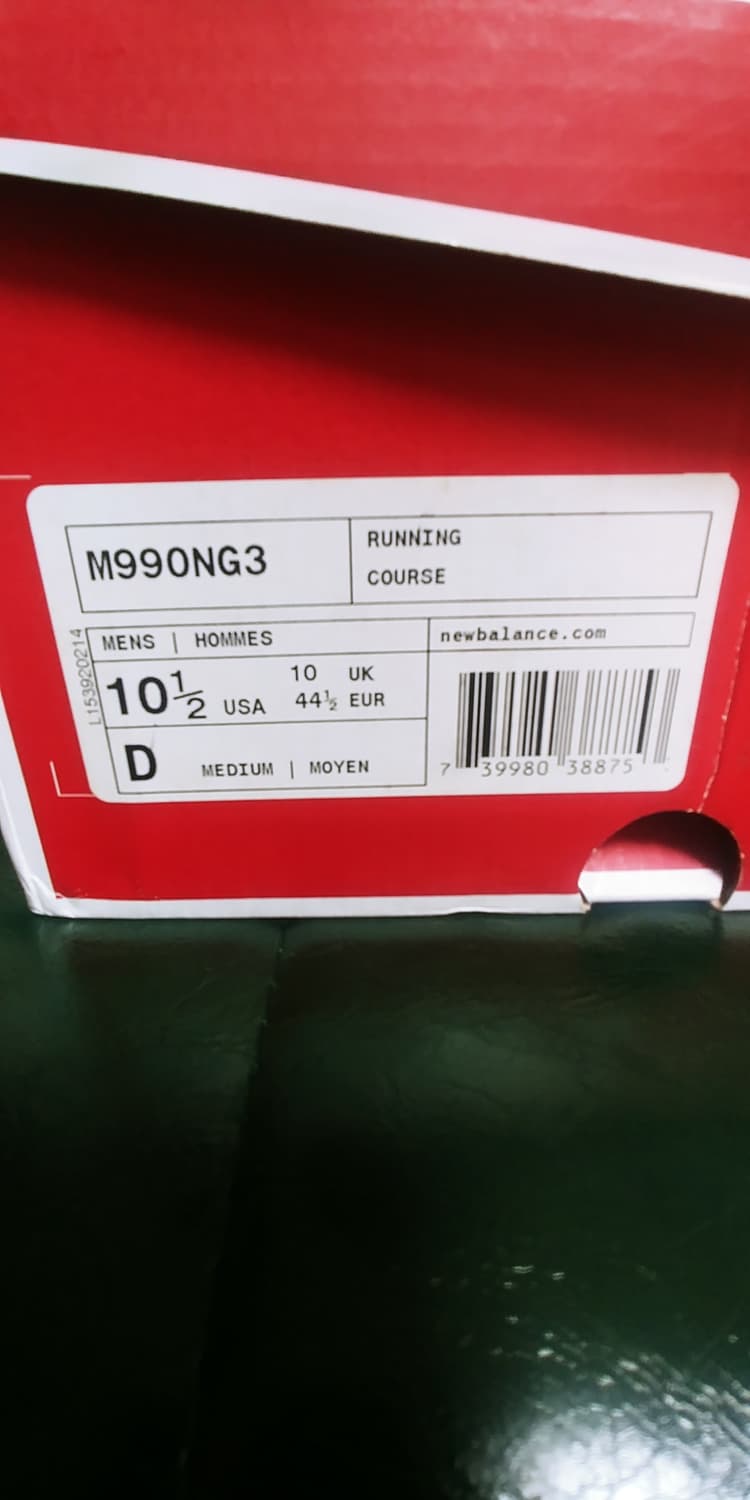 M990NG3
RUNNING
COURSE
MENS | HOMMES
newbalance.com
10½ USA
10 UK
44½ EUR
D MEDIUM | MOYEN
7 39980 38875
L153920214